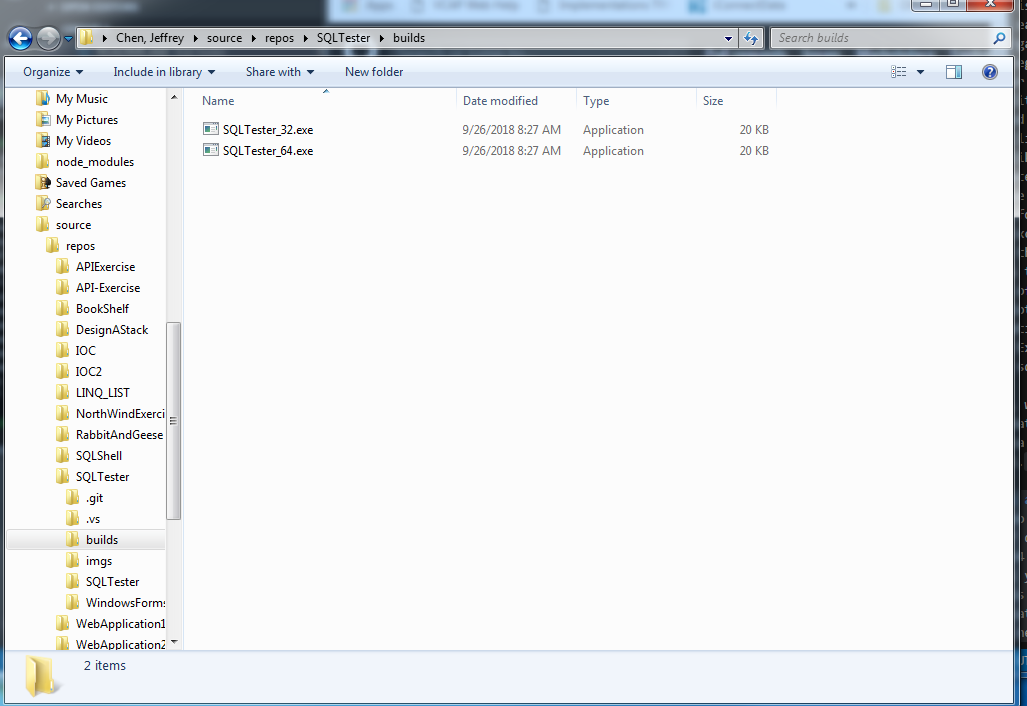 Chen, Jeffrey source repos SQLTester builds Search builds
Organize Include in library Share with New folder
My Music
My Pictures
My Videos
node_modules
Saved Games
Searches
source
repos
APIExercise
API-Exercise
BookShelf
DesignAStack
IOC
IOC2
LINQ_LIST
NorthWindExerci
RabbitAndGeese
SQLShell
SQLTester
.git
.vs
builds
imgs
SQLTester
WindowsForms
WebApplication1
WebApplication2
Name Date modified Type Size
SQLTester_32.exe 9/26/2018 8:27 AM Application 20 KB
SQLTester_64.exe 9/26/2018 8:27 AM Application 20 KB
2 items